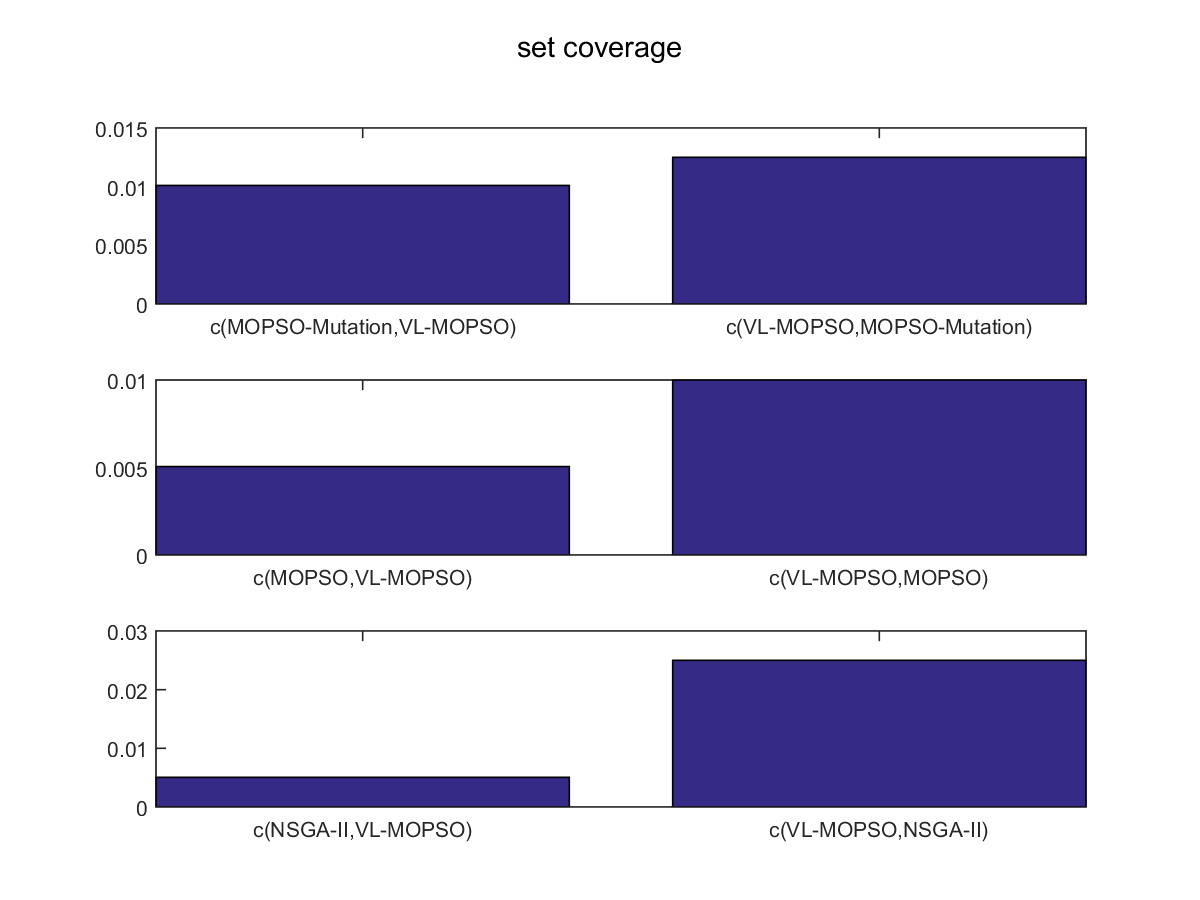 set coverage
0.015
0.01
0.005
0
c(MOPSO-Mutation,VL-MOPSO) c(VL-MOPSO,MOPSO-Mutation)
0.01
0.005
0
c(MOPSO,VL-MOPSO) c(VL-MOPSO,MOPSO)
0.03
0.02
0.01
0
c(NSGA-II,VL-MOPSO) c(VL-MOPSO,NSGA-II)